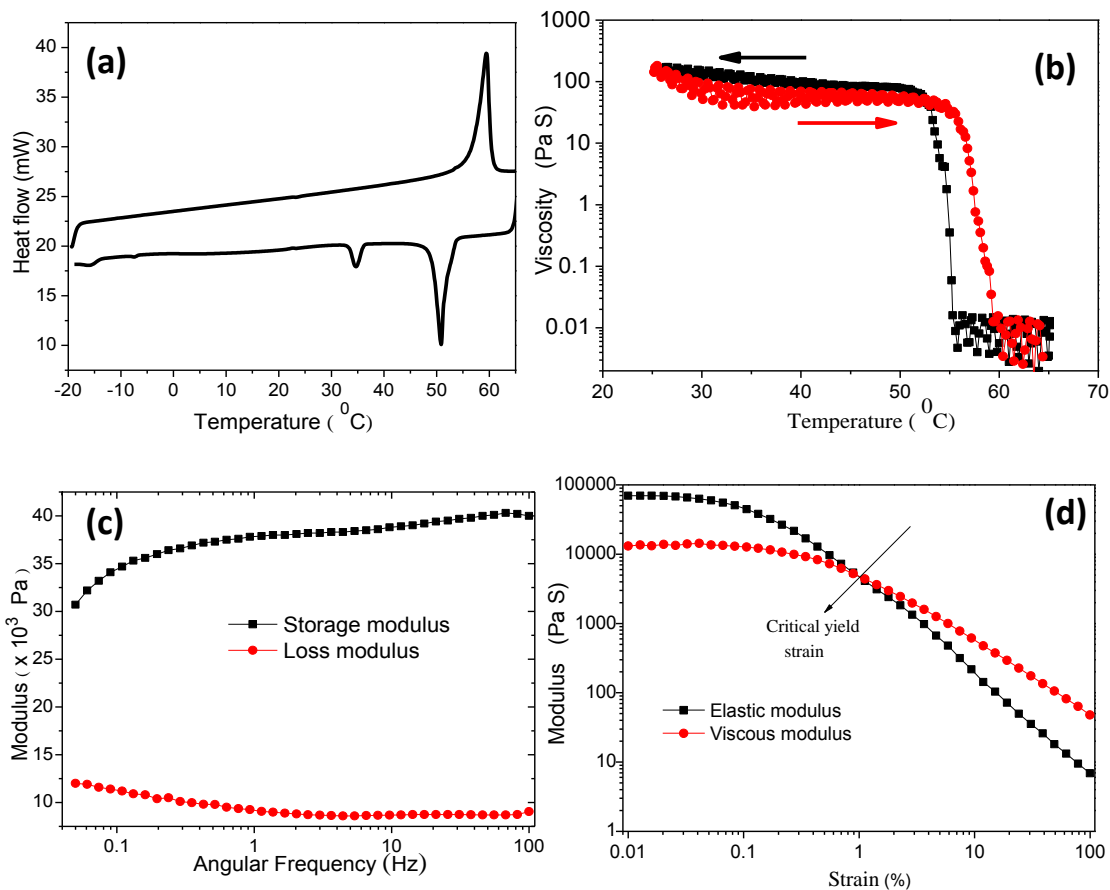 (a)
Heat flow (mW)
40
35
30
25
20
15
10
-20 -10 0 10 20 30 40 50 60
Temperature ( ⁰C)
(b)
Viscosity (Pa S)
1000
100
10
1
0.1
0.01
20 30 40 50 60 70
Temperature ( ⁰C)
(c)
Modulus ( x 10³ Pa)
40
35
30
25
20
15
10
Storage modulus
Loss modulus
0.1 1 10 100
Angular Frequency (Hz)
(d)
Modulus (Pa S)
100000
10000
1000
100
10
1
Critical yield
strain
Elastic modulus
Viscous modulus
0.01 0.1 1 10 100
Strain (%)